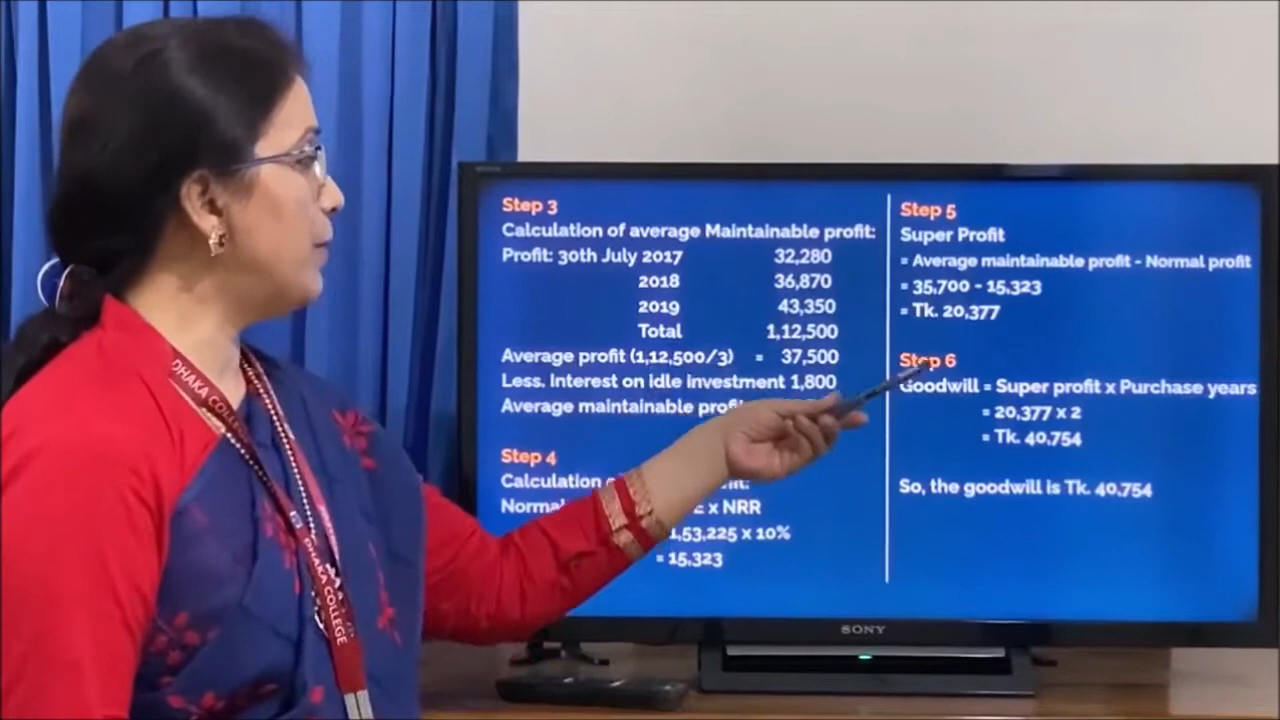 Step 3
Calculation of average Maintainable profit:
Profit: 30th July 2017 32,280
2018 36,870
2019 43,350
Total 1,12,500
Average profit (1,12,500/3) = 37,500
Less. Interest on idle investment 1,800
Average maintainable
Step 4
Calculation
x NRR
1,53,225 x 10%
= 15,323
Step 5
Super Profit
= Average maintainable profit - Normal profit
= 35,700 - 15,323
= Tk. 20,377
Step 6
Goodwill = Super profit x Purchase years
= 20,377 x 2
= Tk. 40,754
So, the goodwill is Tk. 40,754
SONY
DHAKA
DHAKA COLLEGE